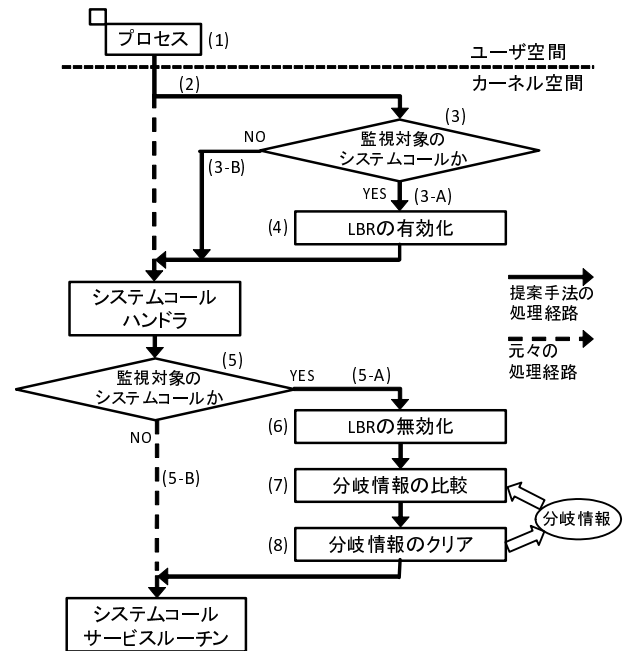 プロセス
(1)
ユーザ空間
カーネル空間
(2)
(3)
監視対象の
システムコールか
NO
(3-B)
YES
(3-A)
(4)
LBRの有効化
システムコール
ハンドラ
提案手法の
処理経路
元々の
処理経路
(5)
監視対象の
システムコールか
YES
(5-A)
NO
(5-B)
(6)
LBRの無効化
(7)
分岐情報の比較
分岐情報
(8)
分岐情報のクリア
システムコール
サービスルーチン